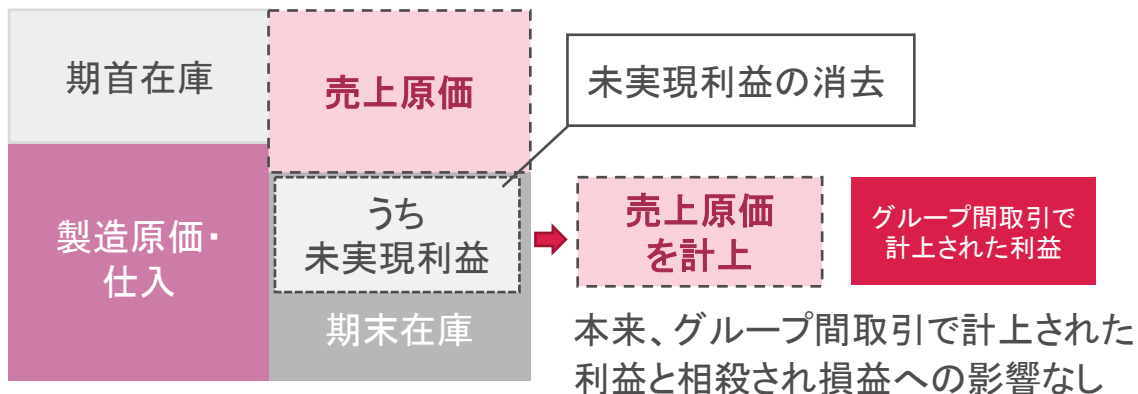 期首在庫
売上原価
未実現利益の消去
製造原価・
仕入
うち
未実現利益
期末在庫
売上原価
を計上
グループ間取引で
計上された利益
本来、グループ間取引で計上された
利益と相殺され損益への影響なし